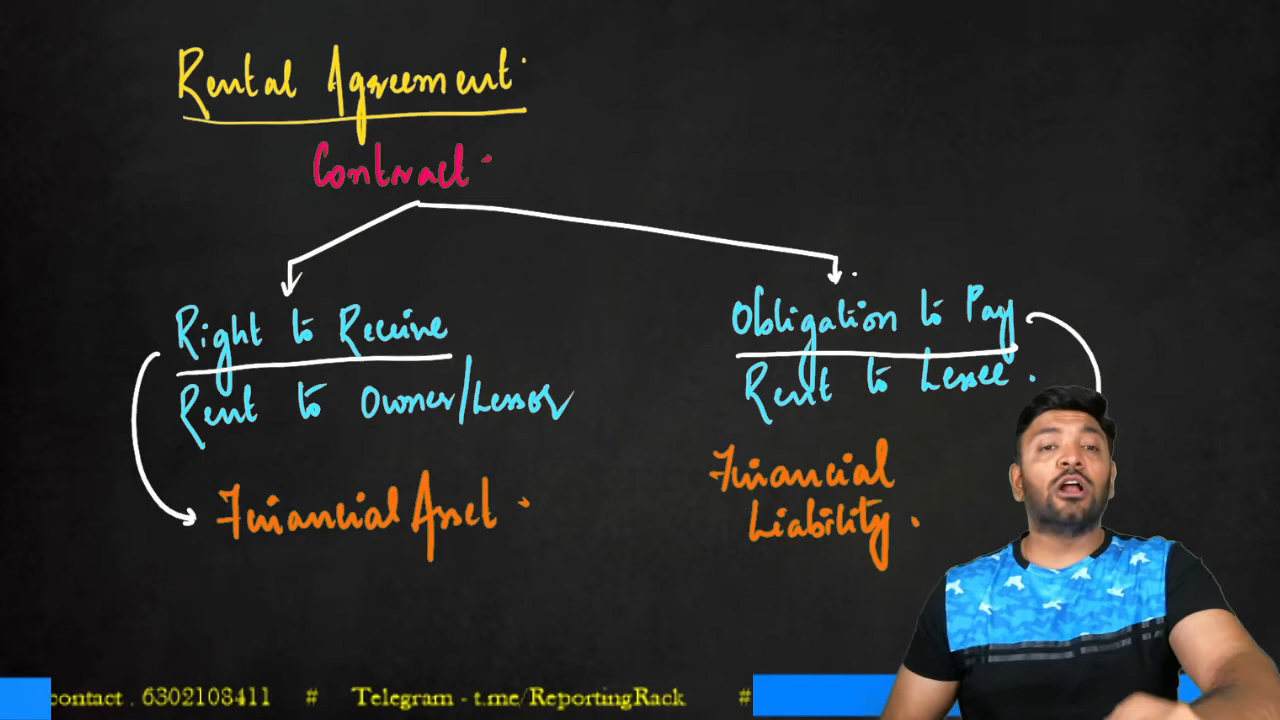 Rental Agreement.
Contract.
Right to Receive
Rent to Owner/Lessor
Financial Asset.
Obligation to Pay
Rent to Lessee.
Financial
Liability.
contact . 6302108411 # Telegram - t.me/ReportingRack #